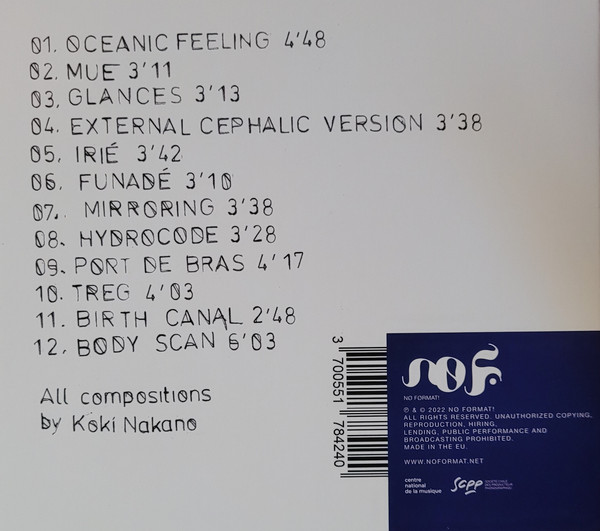 01. OCEANIC FEELING 4'48
02. MUE 3'11
03. GLANCES 3'13
04. EXTERNAL CEPHALIC VERSION 3'38
05. IRIÉ 3'42
06. FUNADÉ 3'10
07. MIRRORING 3'38
08. HYDROCODE 3'28
09. PORT DE BRAS 4'17
10. TREG 4'03
11. BIRTH CANAL 2'48
12. BODY SCAN 6'03
All compositions
by Koki Nakano
3 700551 784240
NOF.
NO FORMAT!
℗ & © 2022 NO FORMAT!
ALL RIGHTS RESERVED. UNAUTHORIZED COPYING,
REPRODUCTION, HIRING,
LENDING, PUBLIC PERFORMANCE AND
BROADCASTING PROHIBITED.
MADE IN THE EU.
WWW.NOFORMAT.NET
centre
national
de la musique
scpp